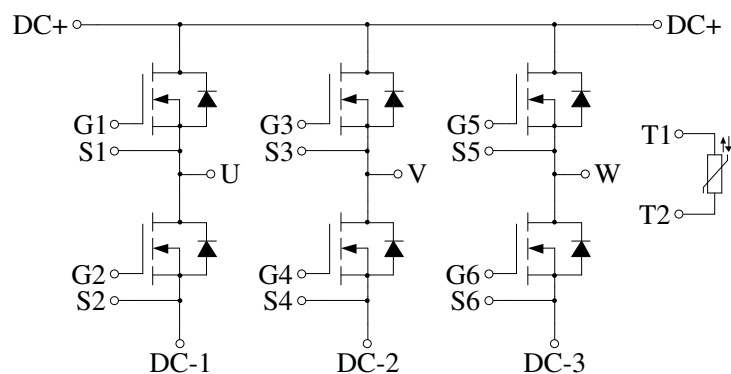 DC+ DC+
G1 G3 G5
T1
S1 S3 S5
U V W
T2
G2 G4 G6
S2 S4 S6
DC-1 DC-2 DC-3